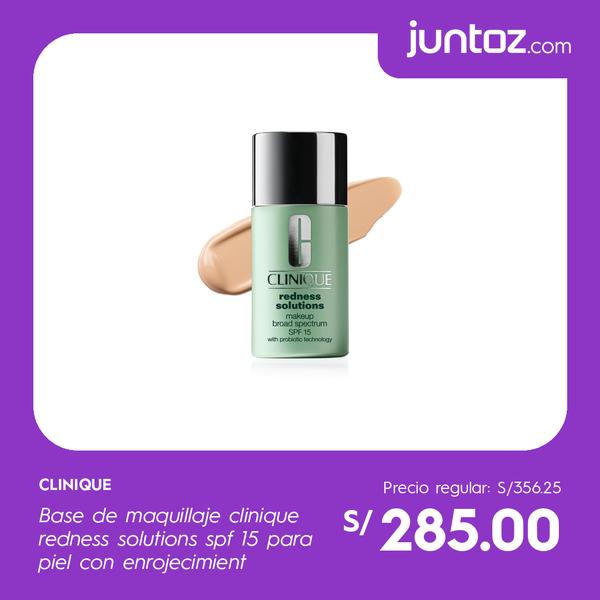 juntoz.com
C
CLINIQUE
redness
solutions
makeup
broad spectrum
SPF 15
with probiotic technology
CLINIQUE
Base de maquillaje clinique
redness solutions spf 15 para
piel con enrojecimient
Precio regular: S/356.25
S/ 285.00